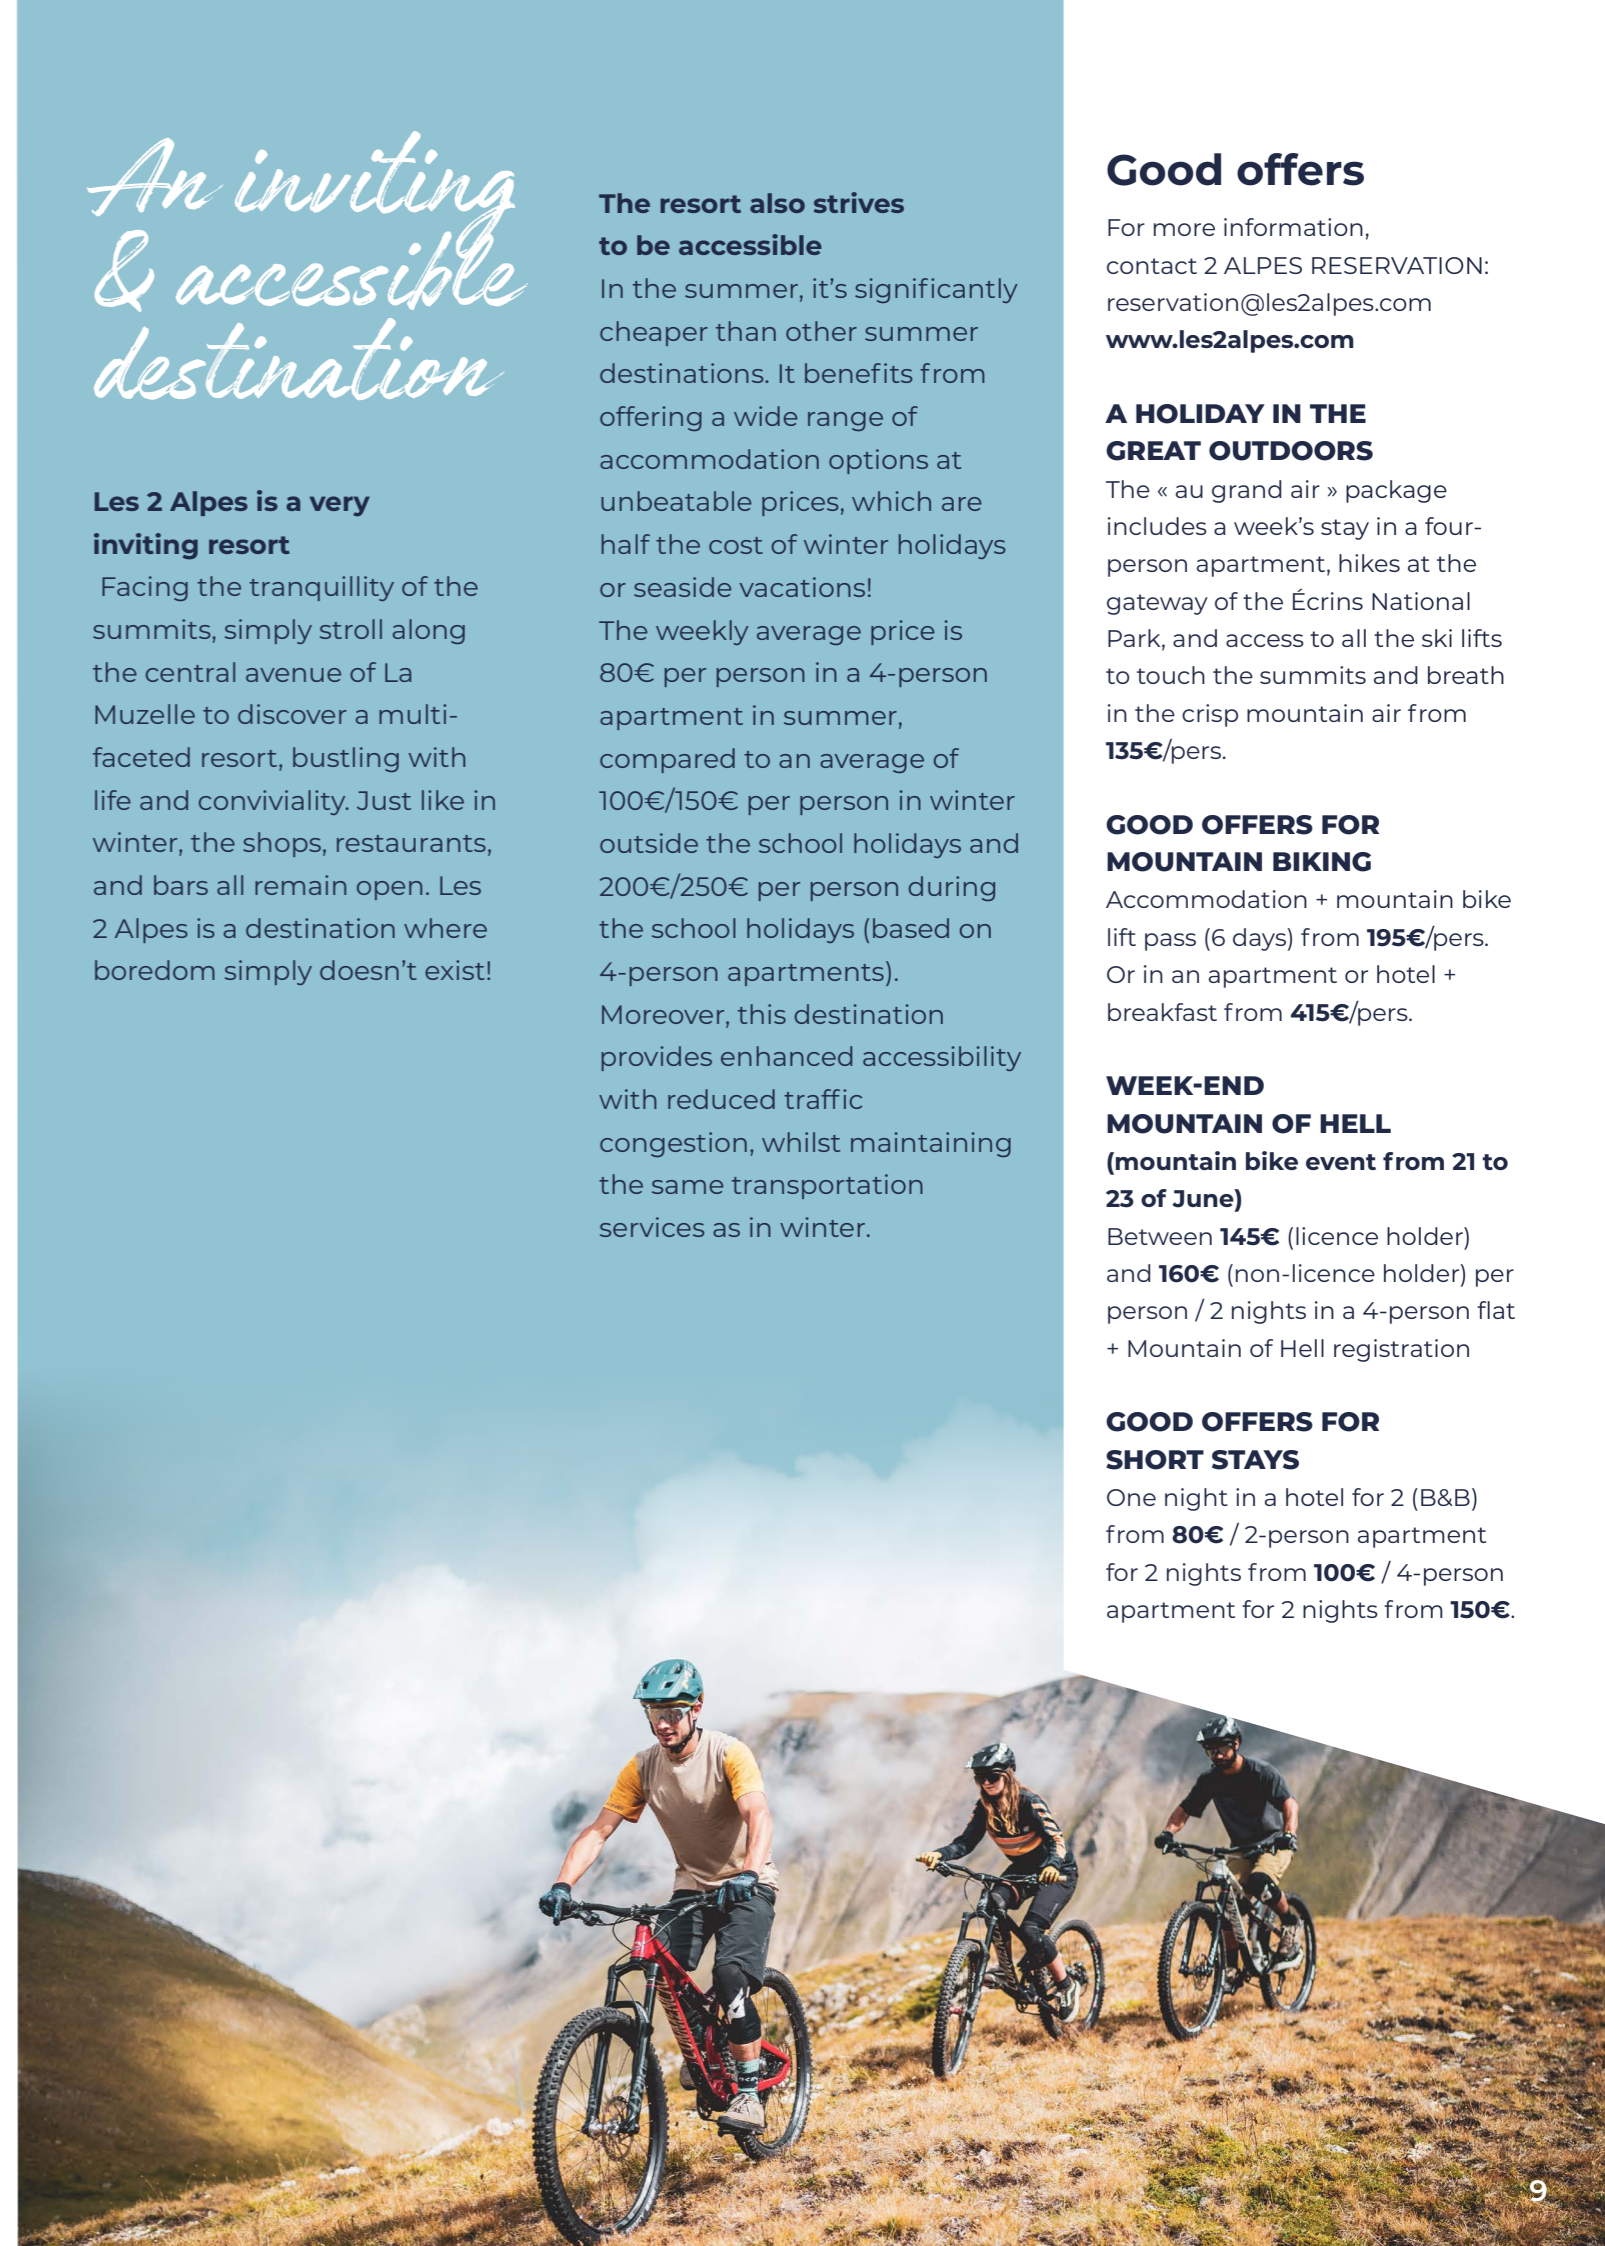 An inviting
& accessible
destination
Les 2 Alpes is a very
inviting resort
Facing the tranquillity of the
summits, simply stroll along
the central avenue of La
Muzelle to discover a multi-
faceted resort, bustling with
life and conviviality. Just like in
winter, the shops, restaurants,
and bars all remain open. Les
2 Alpes is a destination where
boredom simply doesn’t exist!
The resort also strives
to be accessible
In the summer, it’s significantly
cheaper than other summer
destinations. It benefits from
offering a wide range of
accommodation options at
unbeatable prices, which are
half the cost of winter holidays
or seaside vacations!
The weekly average price is
80€ per person in a 4-person
apartment in summer,
compared to an average of
100€/150€ per person in winter
outside the school holidays and
200€/250€ per person during
the school holidays (based on
4-person apartments).
Moreover, this destination
provides enhanced accessibility
with reduced traffic
congestion, whilst maintaining
the same transportation
services as in winter.
Good offers
For more information,
contact 2 ALPES RESERVATION:
reservation@les2alpes.com
www.les2alpes.com
A HOLIDAY IN THE
GREAT OUTDOORS
The « au grand air » package
includes a week’s stay in a four-
person apartment, hikes at the
gateway of the Écrins National
Park, and access to all the ski lifts
to touch the summits and breath
in the crisp mountain air from
135€/pers.
GOOD OFFERS FOR
MOUNTAIN BIKING
Accommodation + mountain bike
lift pass (6 days) from 195€/pers.
Or in an apartment or hotel +
breakfast from 415€/pers.
WEEK-END
MOUNTAIN OF HELL
(mountain bike event from 21 to
23 of June)
Between 145€ (licence holder)
and 160€ (non-licence holder) per
person / 2 nights in a 4-person flat
+ Mountain of Hell registration
GOOD OFFERS FOR
SHORT STAYS
One night in a hotel for 2 (B&B)
from 80€ / 2-person apartment
for 2 nights from 100€ / 4-person
apartment for 2 nights from 150€.
9